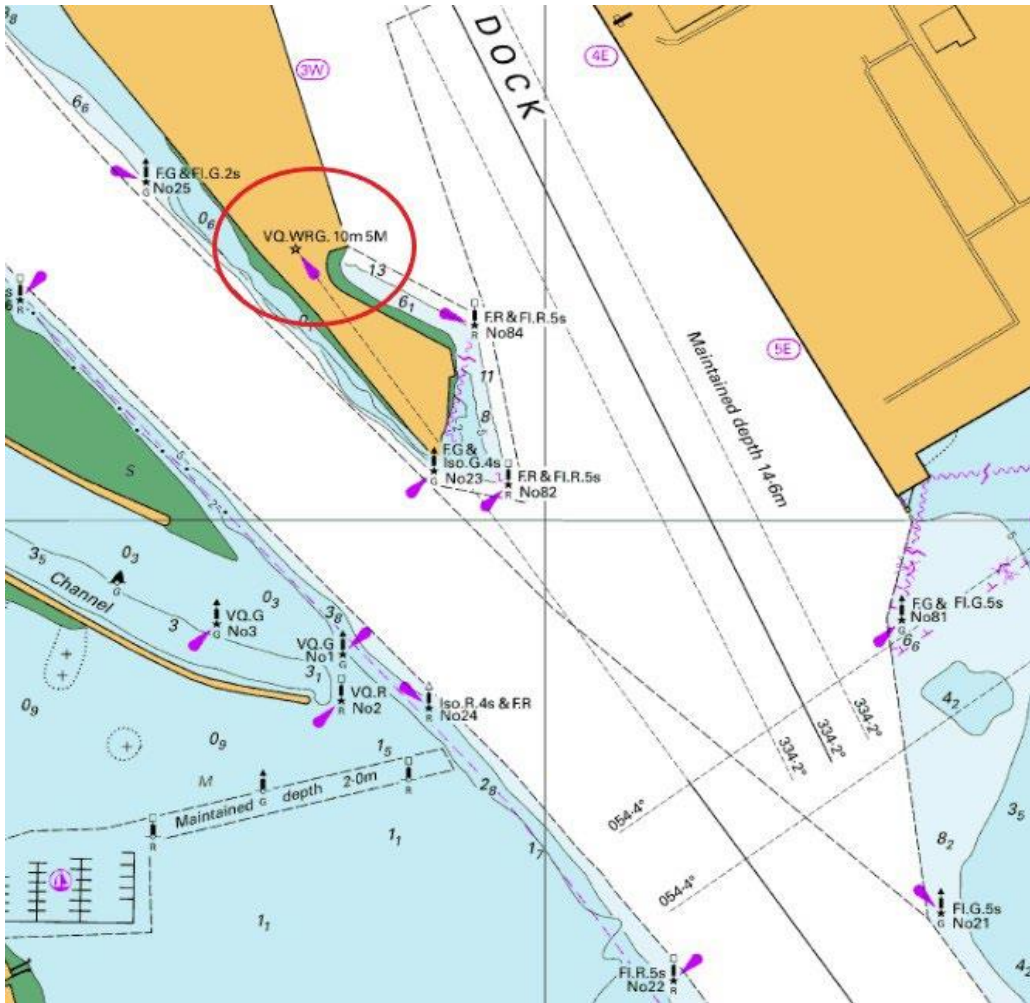 3₈
DOCK
4E
3W
6₆
F.G & Fl.G.2s
No25
G
0₆
VQ.WRG. 10m 5M
13
6₁
R
F.R & Fl.R.5s
No84
R
5E
Maintained depth 14·6m
11
8
F.G &
Iso.G.4s
No23
G
F.R & Fl.R.5s
No82
R
S
3₅
0₃
Channel
G
0₃
3
VQ.G
No3
G
3₈
VQ.G
No1
G
3₁
VQ.R
No2
R
Iso.R.4s & F.R
No24
R
F.G & Fl.G.5s
No81
G
6₆
4₂
0₉
0₉
M
1₅
334·2°
334·2°
334·2°
054·4°
Maintained depth 2·0m
G
R
R
2₈
1₁
1₇
3₅
8₂
054·4°
1₁
Fl.G.5s
No21
G
Fl.R.5s
No22
R
4₂